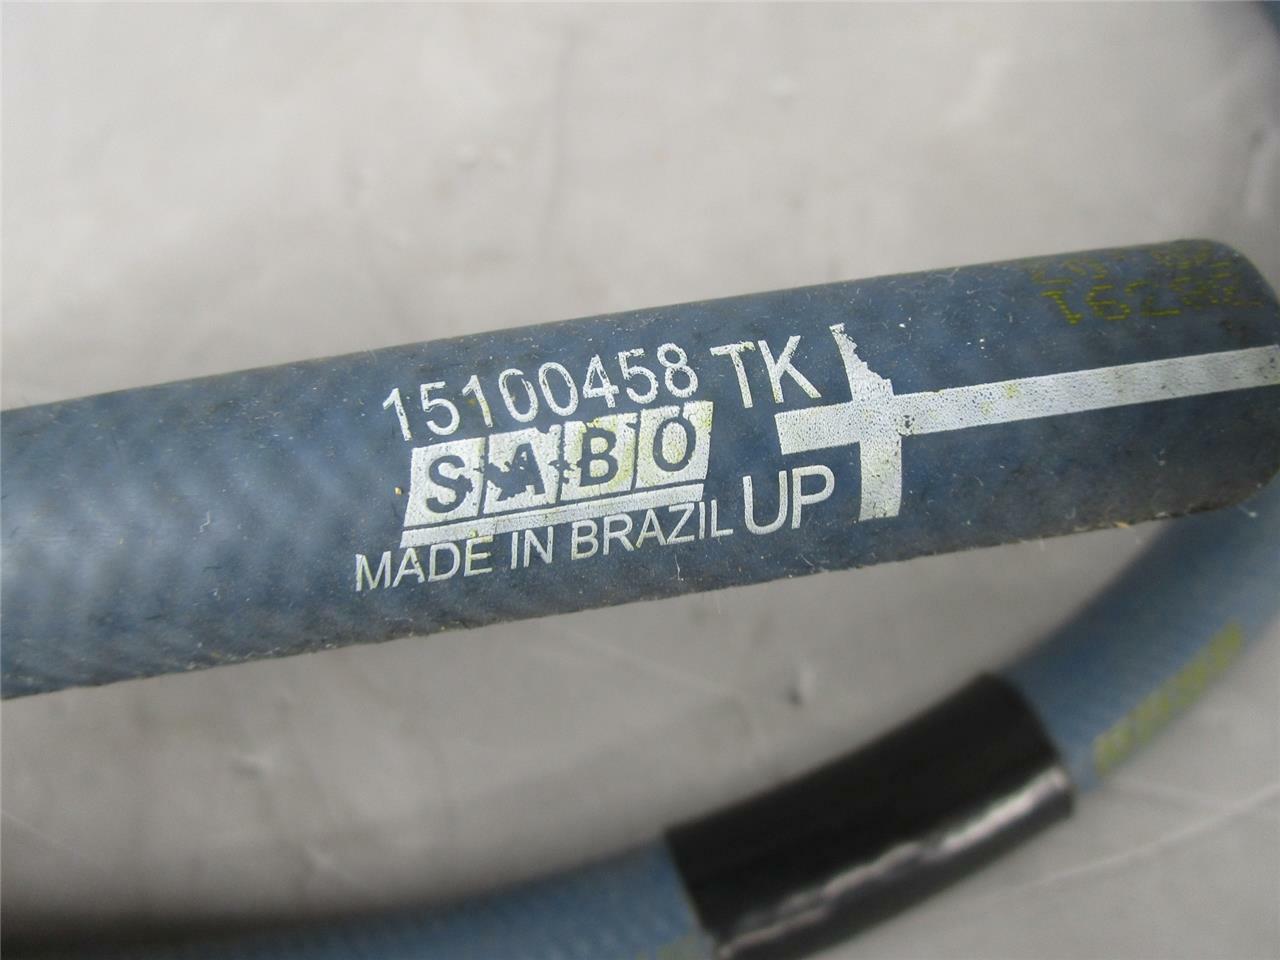 15100458 TK
SABO
MADE IN BRAZIL UP